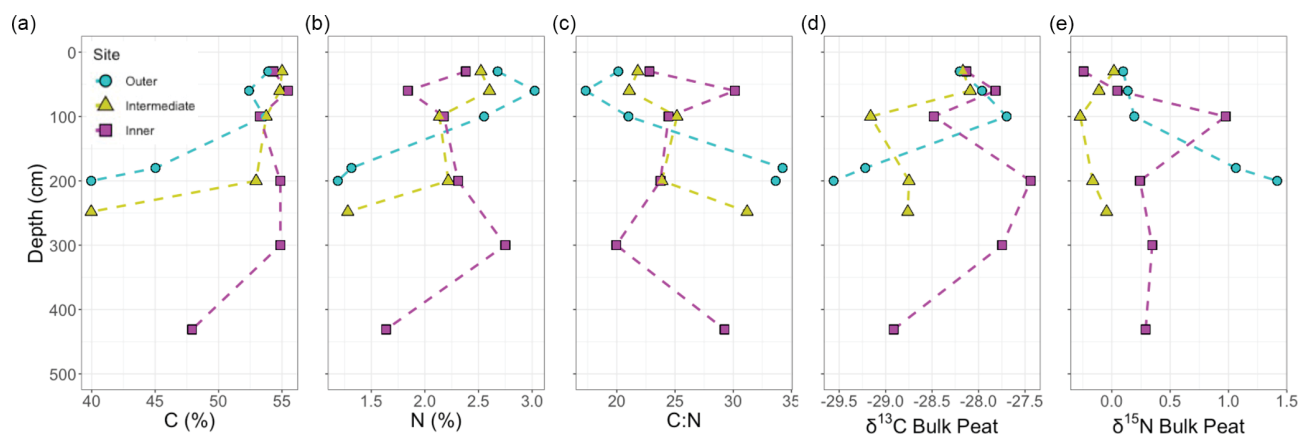 (a)
(b)
(c)
(d)
(e)
Site
Outer
Intermediate
Inner
0
100
200
300
400
500
Depth (cm)
40 45 50 55
C (%)
1.5 2.0 2.5 3.0
N (%)
20 25 30 35
C:N
-29.5 -29.0 -28.5 -28.0 -27.5
δ¹³C Bulk Peat
0.0 0.5 1.0 1.5
δ¹⁵N Bulk Peat